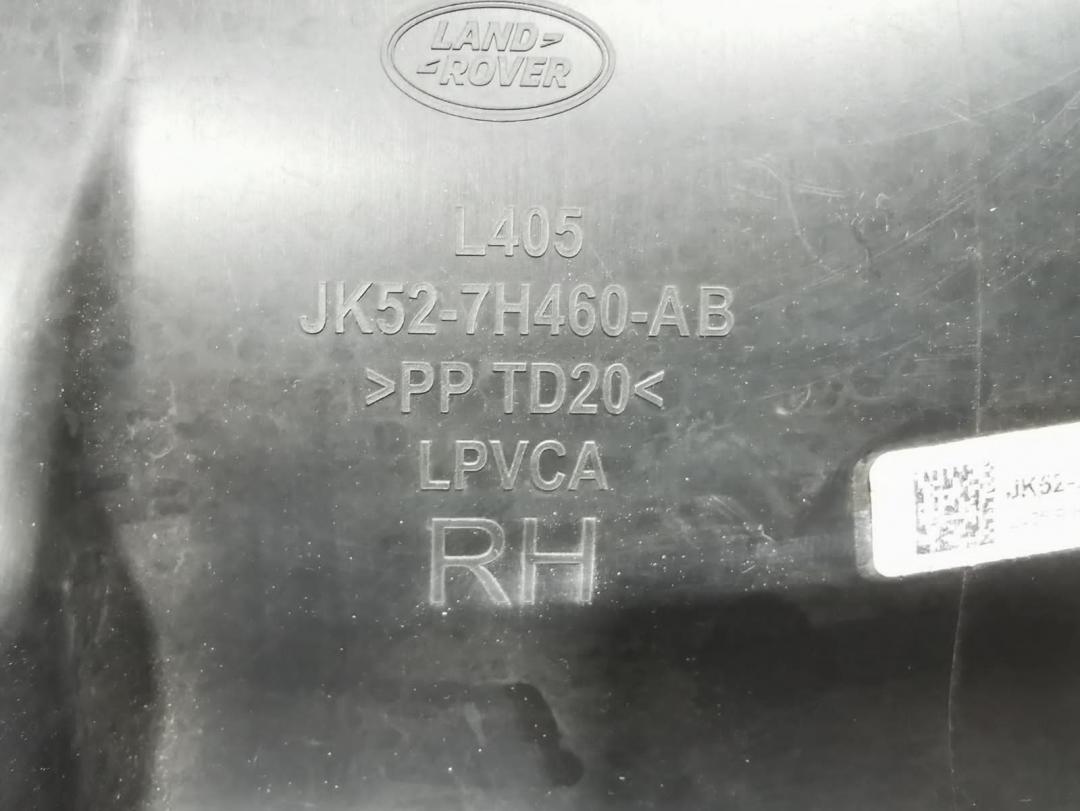 LAND
ROVER
L405
JK52-7H460-AB
>PP TD20<
LPVCA
RH
JK52-